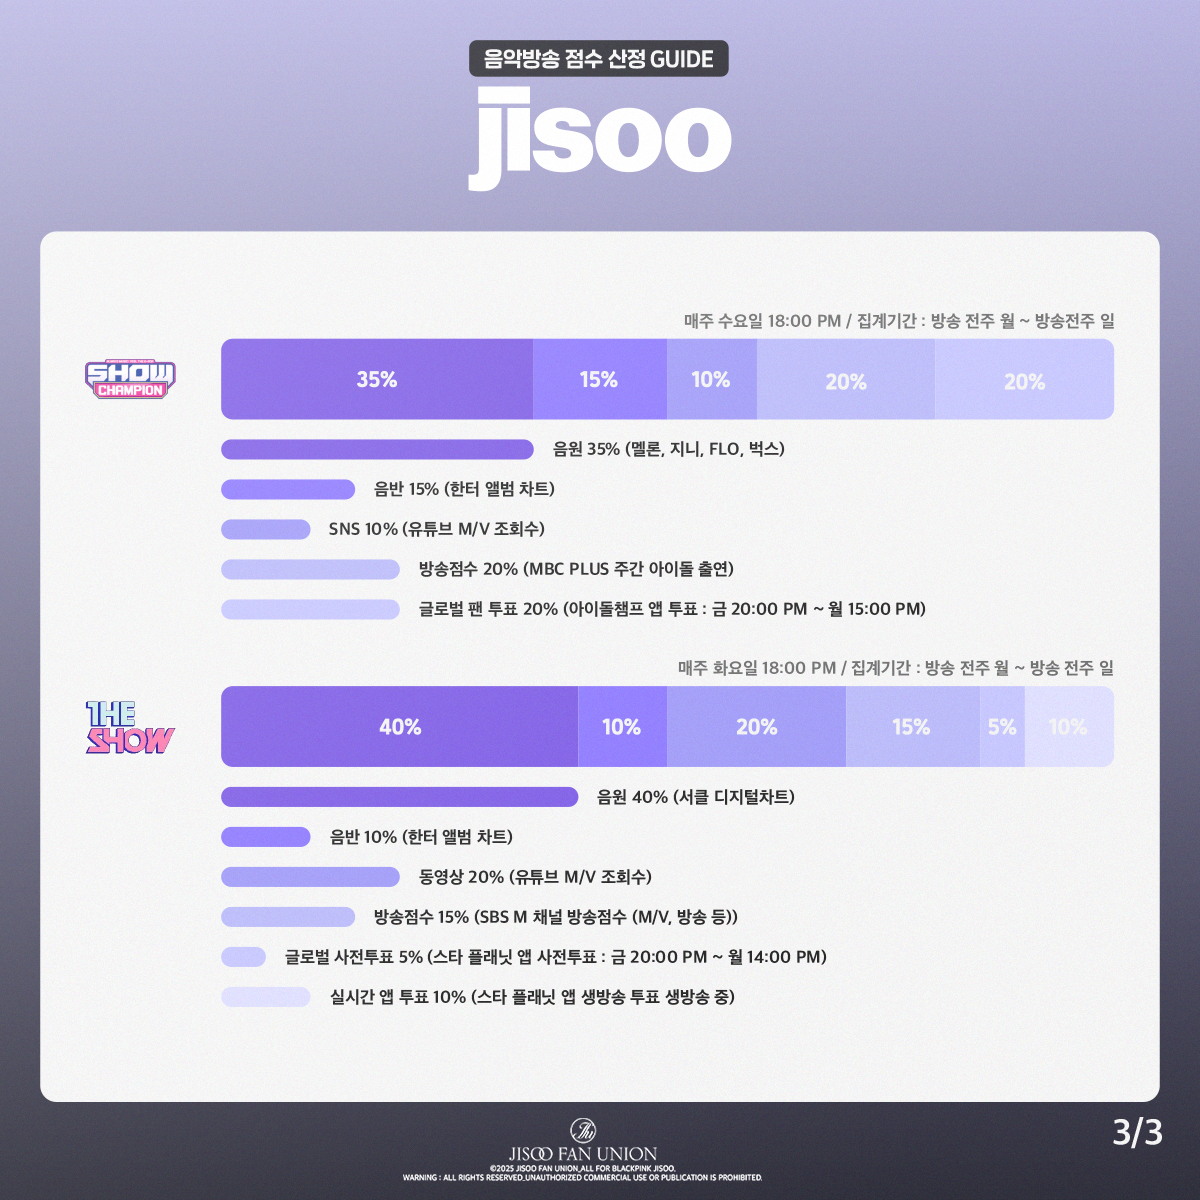 음악방송 점수 산정 GUIDE
jisoo
매주 수요일 18:00 PM / 집계기간 : 방송 전주 월 ~ 방송전주 일
SHOW
CHAMPION
35% 15% 10% 20% 20%
음원 35% (멜론, 지니, FLO, 벅스)
음반 15% (한터 앨범 차트)
SNS 10% (유튜브 M/V 조회수)
방송점수 20% (MBC PLUS 주간 아이돌 출연)
글로벌 팬 투표 20% (아이돌챔프 앱 투표 : 금 20:00 PM ~ 월 15:00 PM)
매주 화요일 18:00 PM / 집계기간 : 방송 전주 월 ~ 방송 전주 일
THE
SHOW
40% 10% 20% 15% 5% 10%
음원 40% (서클 디지털차트)
음반 10% (한터 앨범 차트)
동영상 20% (유튜브 M/V 조회수)
방송점수 15% (SBS M 채널 방송점수 (M/V, 방송 등))
글로벌 사전투표 5% (스타 플래닛 앱 사전투표 : 금 20:00 PM ~ 월 14:00 PM)
실시간 앱 투표 10% (스타 플래닛 앱 생방송 투표 생방송 중)
3/3
JISOO FAN UNION
©2025 JISOO FAN UNION_ALL FOR BLACKPINK JISOO.
WARNING : ALL RIGHTS RESERVED_UNAUTHORIZED COMMERCIAL USE OR PUBLICATION IS PROHIBITED.